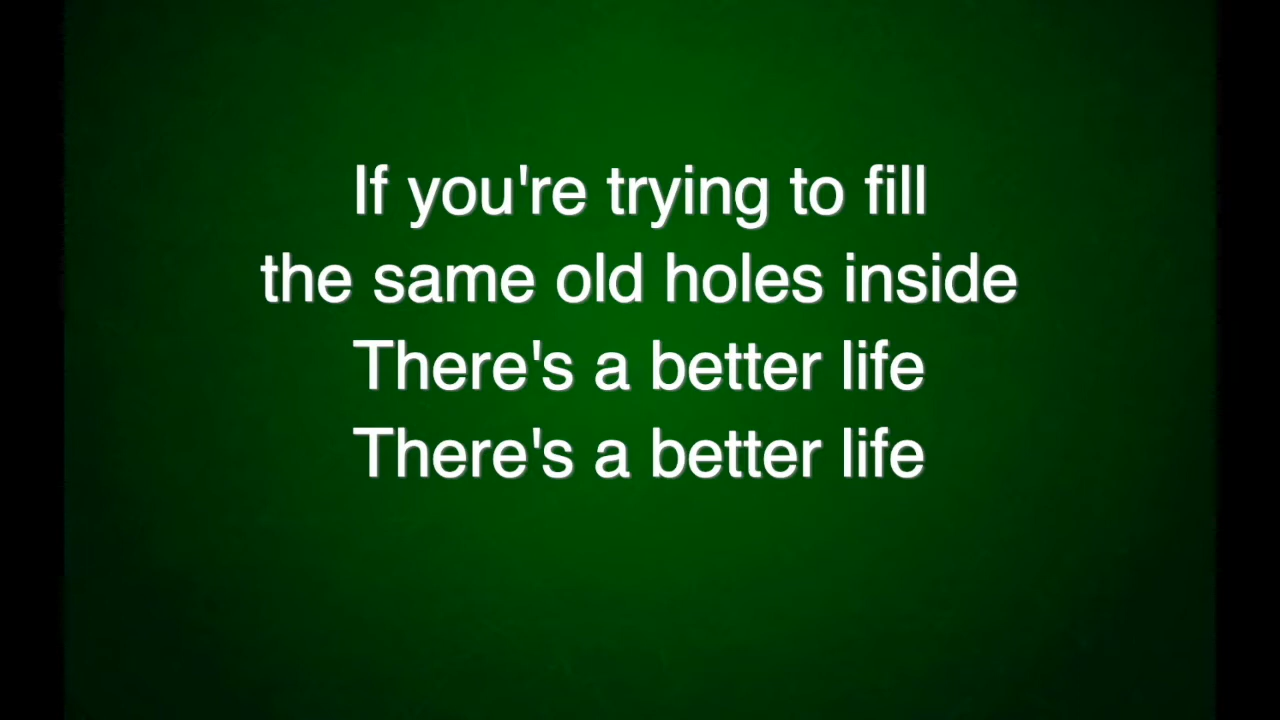 If you're trying to fill
the same old holes inside
There's a better life
There's a better life